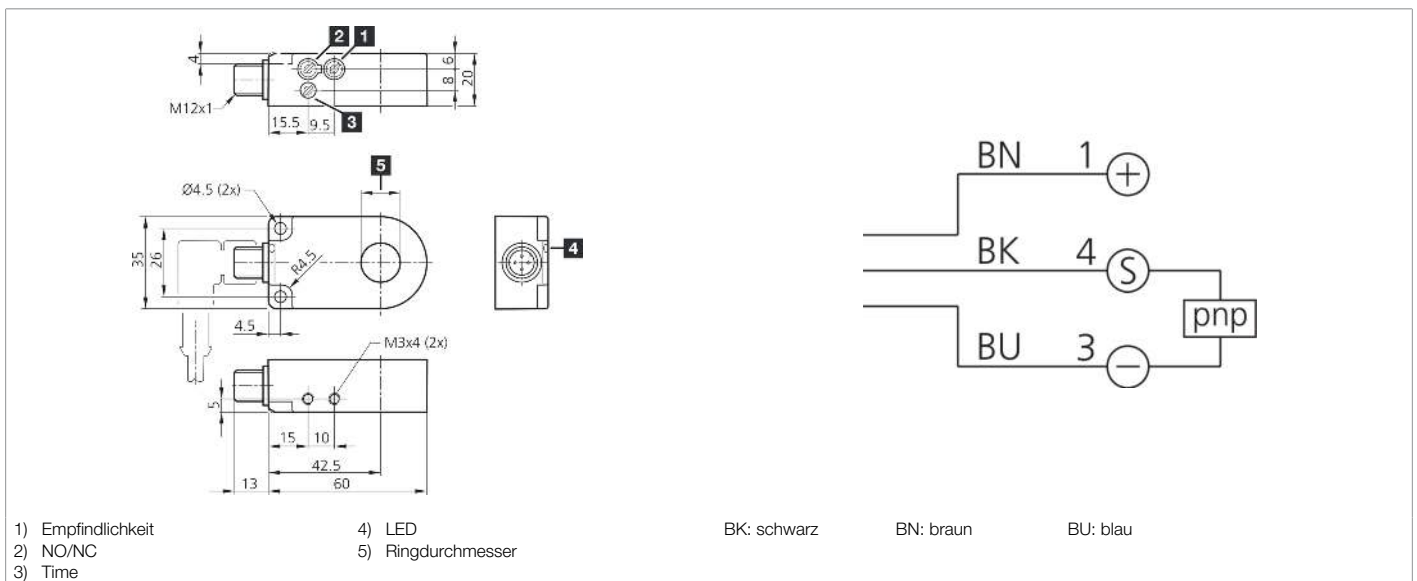 2 1
4
6
8
20
M12x1
15.5
9.5
3
5
Ø4.5 (2x)
35
26
R4.5
4
4.5
M3x4 (2x)
5
15
10
42.5
13
60
BN 1 +
BK 4 S
pnp
BU 3 −
1) Empfindlichkeit
2) NO/NC
3) Time
4) LED
5) Ringdurchmesser
BK: schwarz BN: braun BU: blau